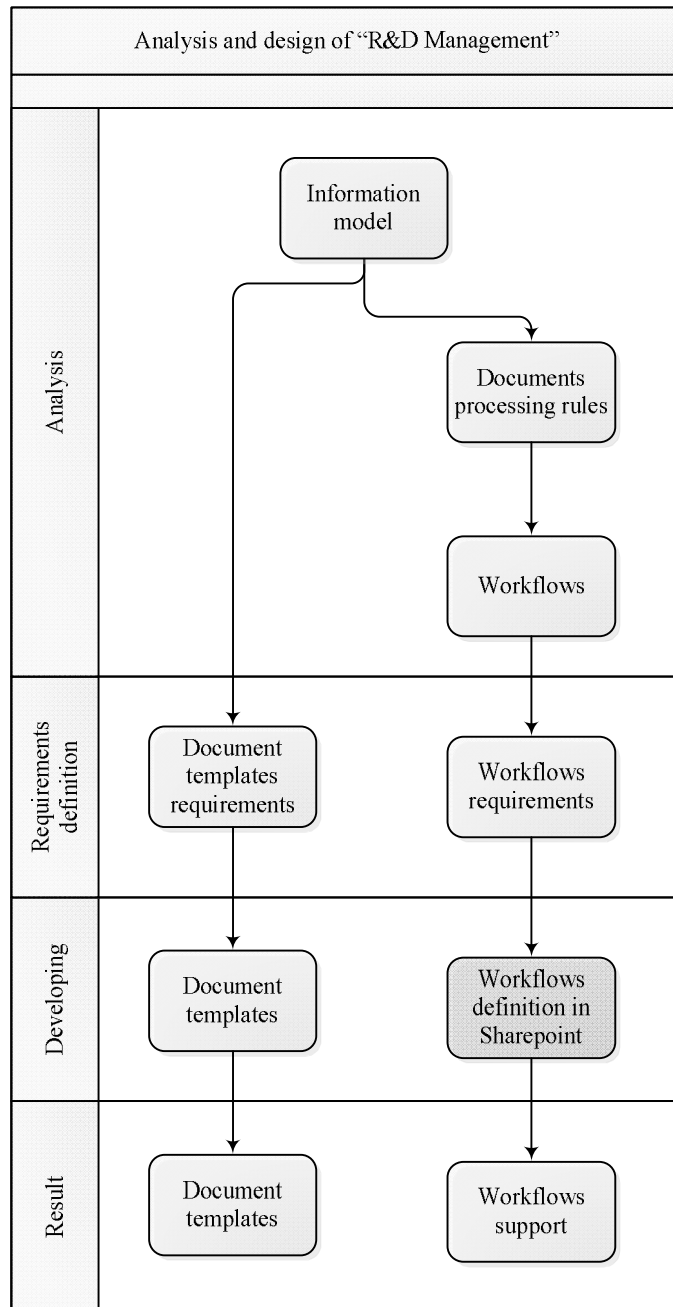 Analysis and design of “R&D Management”
Analysis
Information
model
Documents
processing rules
Workflows
Requirements
definition
Document
templates
requirements
Workflows
requirements
Developing
Document
templates
Workflows
definition in
Sharepoint
Result
Document
templates
Workflows
support